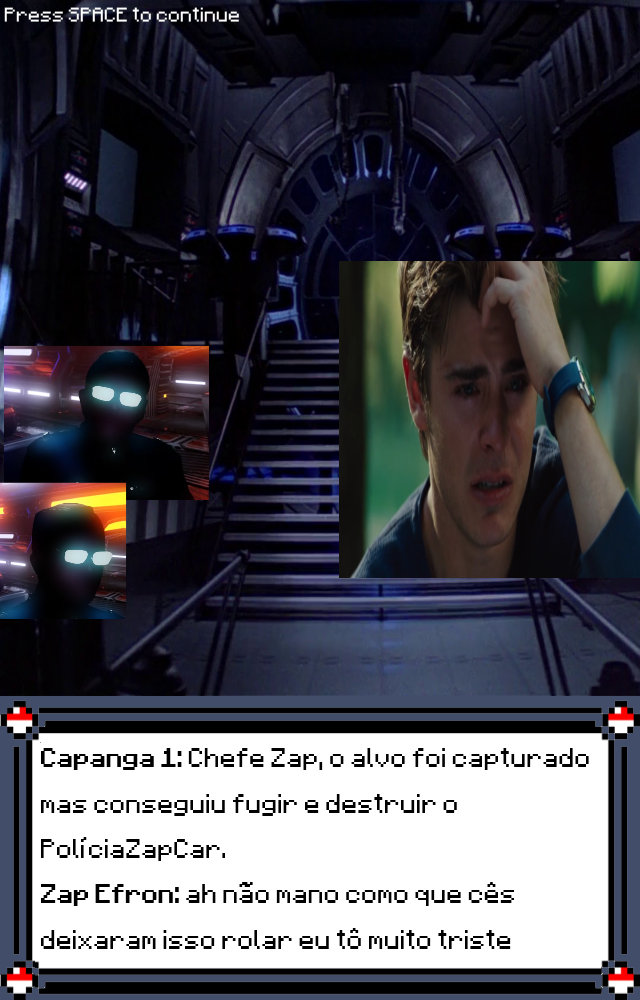 Press SPACE to continue
Capanga 1: Chefe Zap, o alvo foi capturado
mas conseguiu fugir e destruir o
PolíciaZapCar.
Zap Efron: ah não mano como que cês
deixaram isso rolar eu tô muito triste